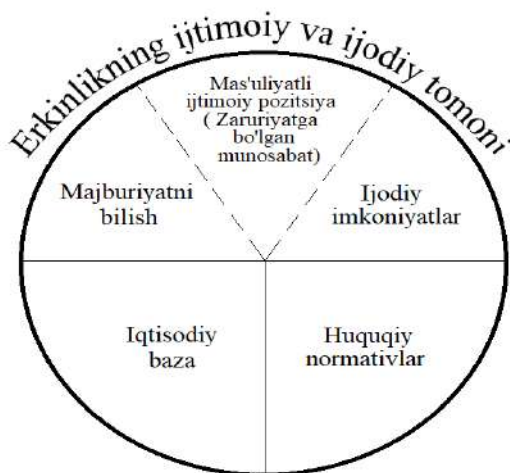 Erkinlikning ijtimoiy va ijodiy tomoni
Mas'uliyatli
ijtimoiy pozitsiya
( Zaruriyatga
bo'lgan
munosabat)
Majburiyatni
bilish
Ijodiy
imkoniyatlar
Iqtisodiy
baza
Huquqiy
normativlar